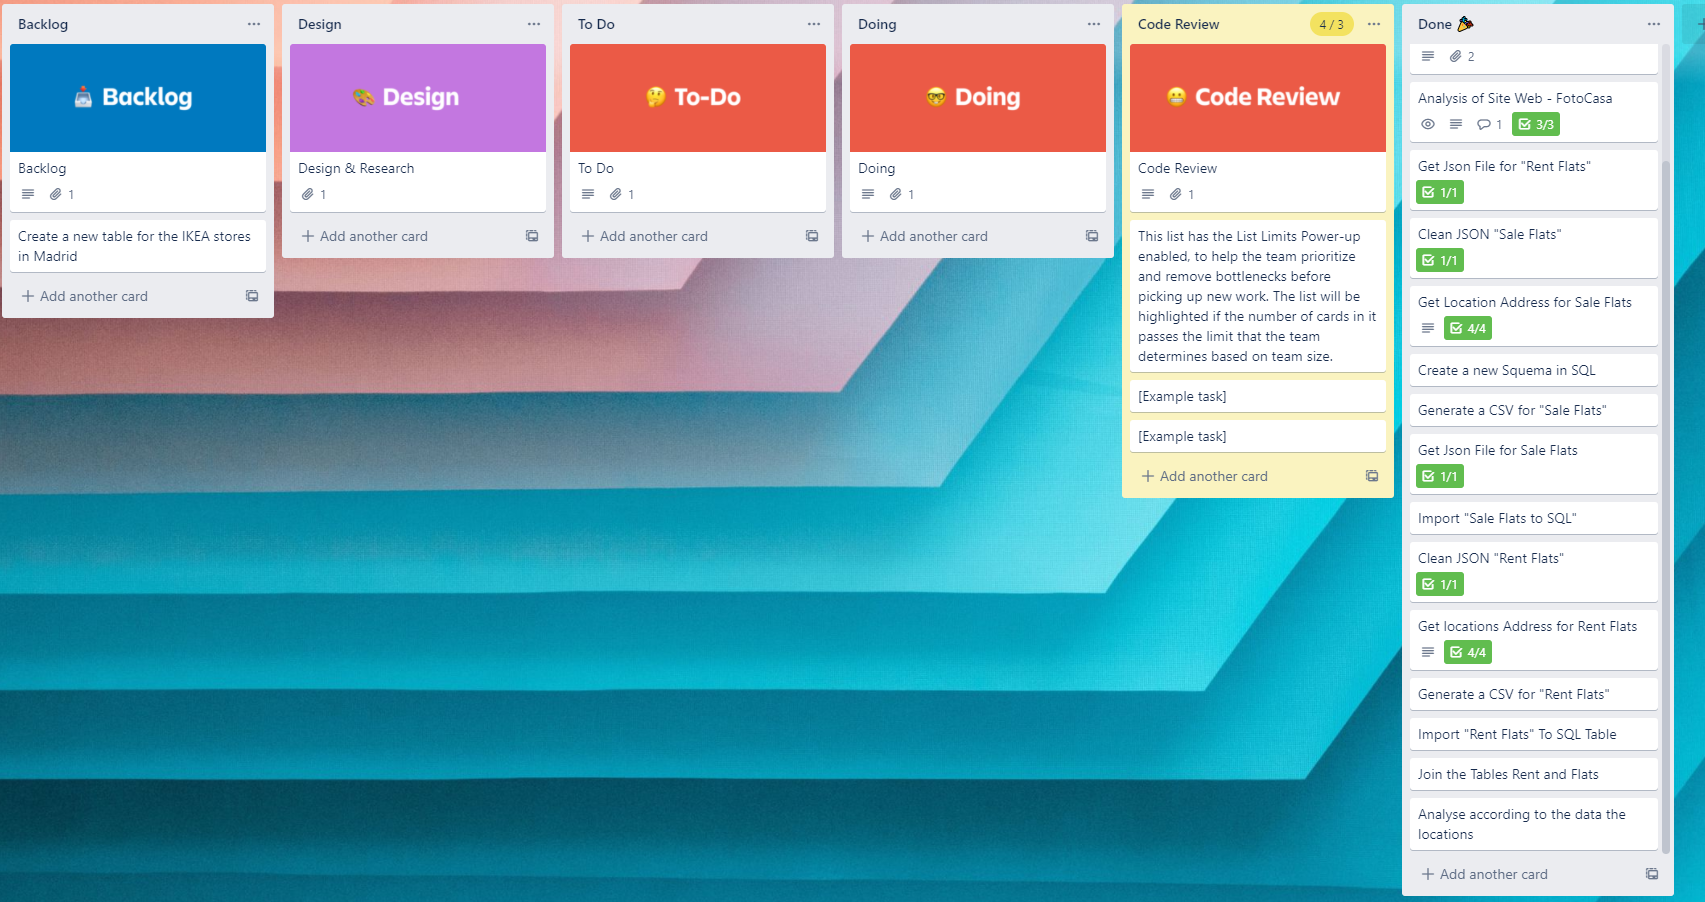 Backlog
Backlog
Backlog
1
Create a new table for the IKEA stores
in Madrid
Add another card
Design
Design
Design & Research
1
Add another card
To Do
To-Do
To Do
1
Add another card
Doing
Doing
Doing
1
Add another card
Code Review
4 / 3
Code Review
Code Review
1
This list has the List Limits Power-up
enabled, to help the team prioritize
and remove bottlenecks before
picking up new work. The list will be
highlighted if the number of cards in it
passes the limit that the team
determines based on team size.
[Example task]
[Example task]
Add another card
Done
2
Analysis of Site Web - FotoCasa
1 3/3
Get Json File for "Rent Flats"
1/1
Clean JSON "Sale Flats"
1/1
Get Location Address for Sale Flats
4/4
Create a new Squema in SQL
Generate a CSV for "Sale Flats"
Get Json File for Sale Flats
1/1
Import "Sale Flats to SQL"
Clean JSON "Rent Flats"
1/1
Get locations Address for Rent Flats
4/4
Generate a CSV for "Rent Flats"
Import "Rent Flats" To SQL Table
Join the Tables Rent and Flats
Analyse according to the data the
locations
Add another card